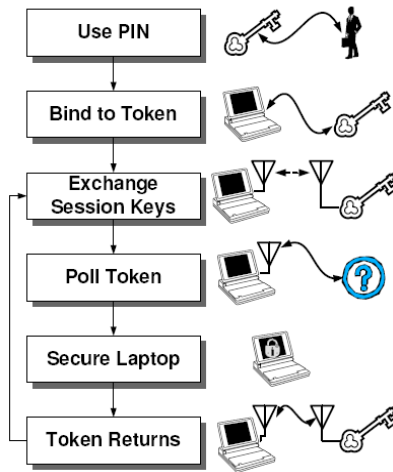 Use PIN
Bind to Token
Exchange
Session Keys
Poll Token
?
Secure Laptop
Token Returns